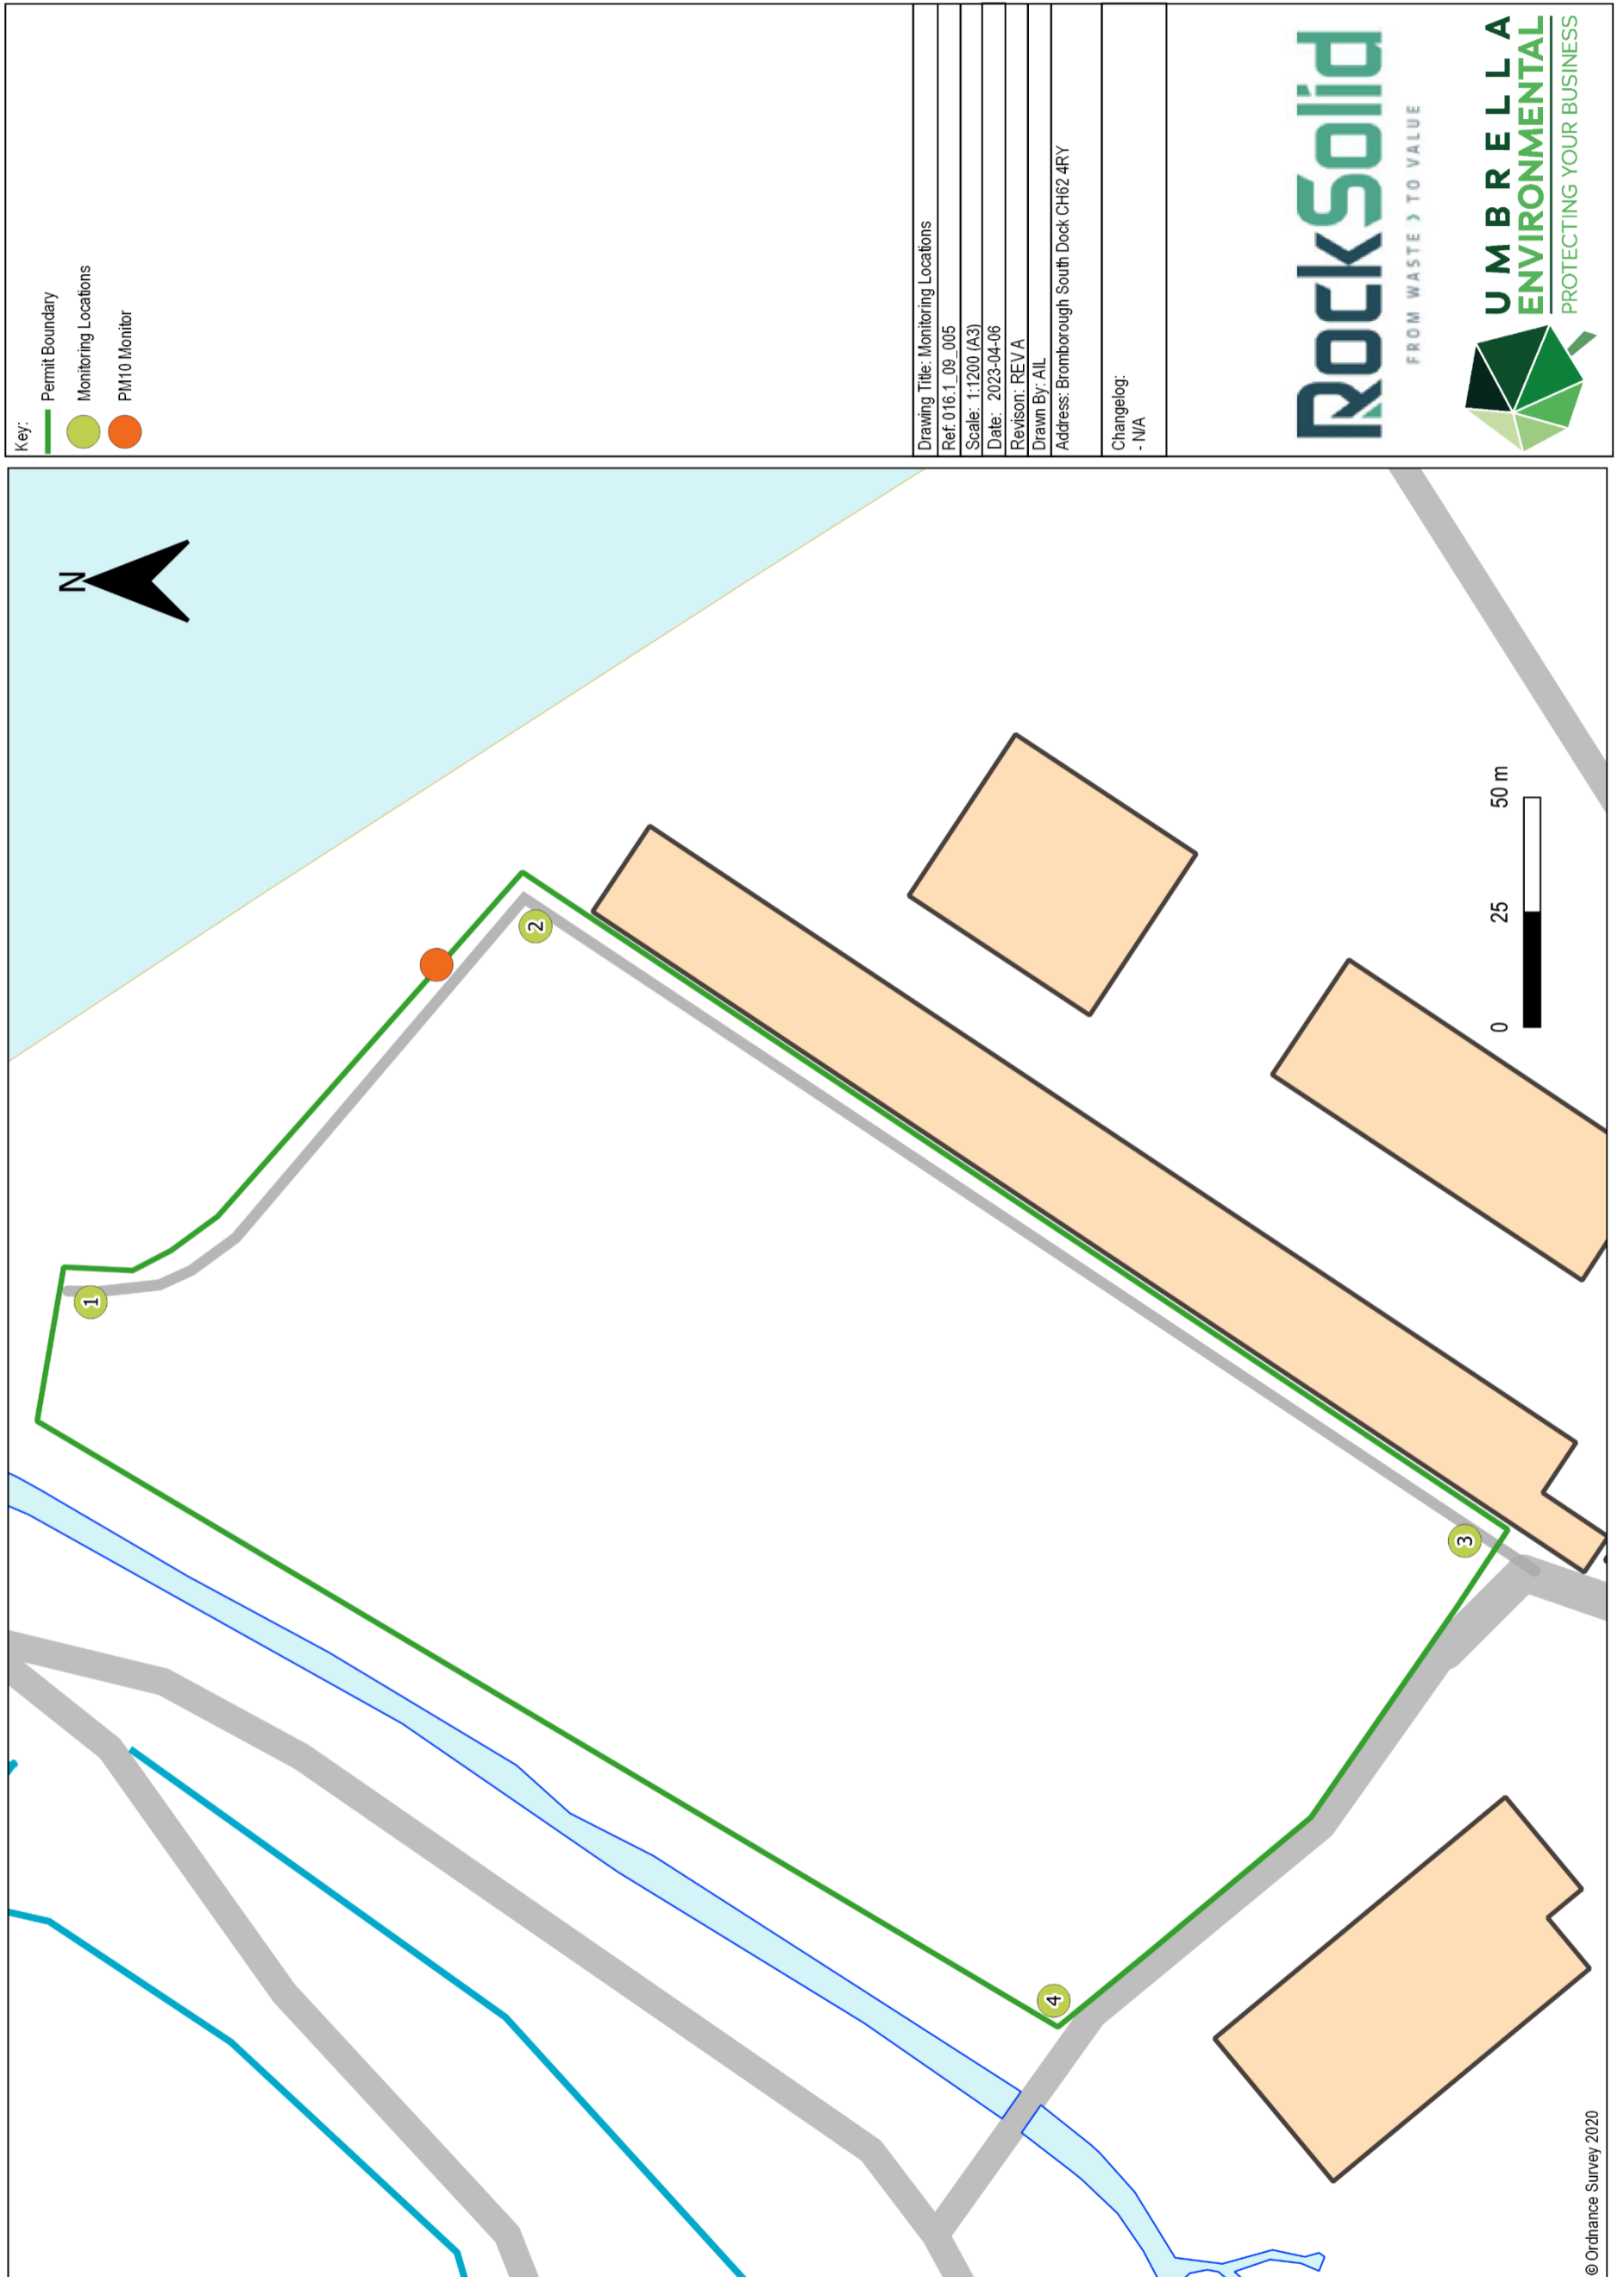 Key:
Permit Boundary
Monitoring Locations
PM10 Monitor
Drawing Title: Monitoring Locations
Ref: 016.1_09_005
Scale: 1:1200 (A3)
Date: 2023-04-06
Revison: REV A
Drawn By: AIL
Address: Bromborough South Dock CH62 4RY
Changelog:
- N/A
RockSolid
FROM WASTE > TO VALUE
UMBRELLA
ENVIRONMENTAL
PROTECTING YOUR BUSINESS
N
1
2
3
4
0 25 50 m
© Ordnance Survey 2020